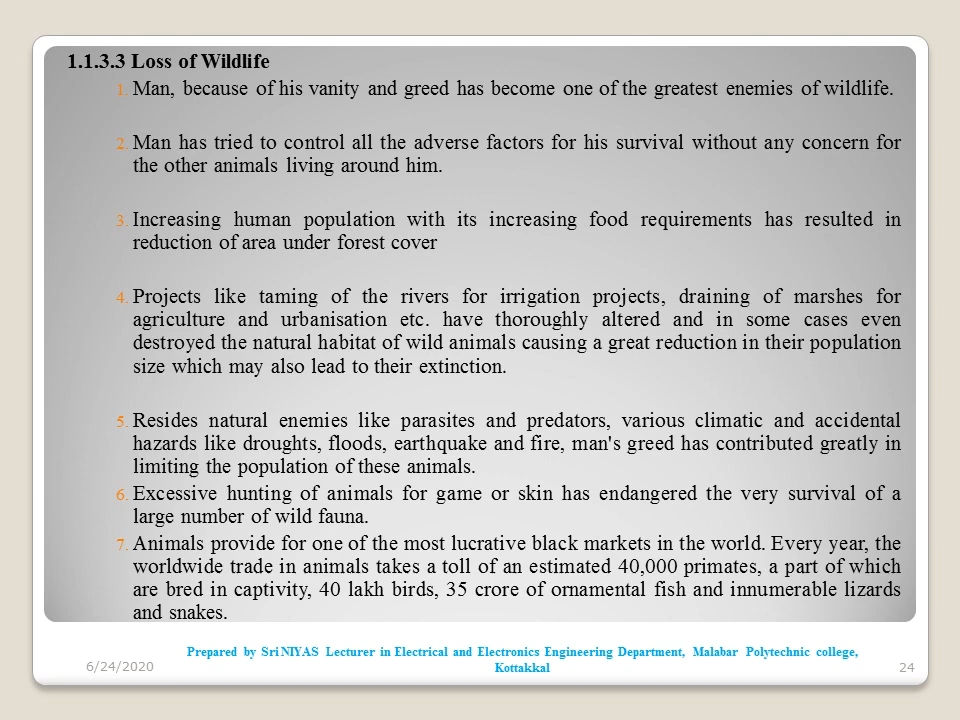 1.1.3.3 Loss of Wildlife
1. Man, because of his vanity and greed has become one of the greatest enemies of wildlife.
2. Man has tried to control all the adverse factors for his survival without any concern for
the other animals living around him.
3. Increasing human population with its increasing food requirements has resulted in
reduction of area under forest cover
4. Projects like taming of the rivers for irrigation projects, draining of marshes for
agriculture and urbanisation etc. have thoroughly altered and in some cases even
destroyed the natural habitat of wild animals causing a great reduction in their population
size which may also lead to their extinction.
5. Resides natural enemies like parasites and predators, various climatic and accidental
hazards like droughts, floods, earthquake and fire, man's greed has contributed greatly in
limiting the population of these animals.
6. Excessive hunting of animals for game or skin has endangered the very survival of a
large number of wild fauna.
7. Animals provide for one of the most lucrative black markets in the world. Every year, the
worldwide trade in animals takes a toll of an estimated 40,000 primates, a part of which
are bred in captivity, 40 lakh birds, 35 crore of ornamental fish and innumerable lizards
and snakes.
Prepared by Sri NIYAS Lecturer in Electrical and Electronics Engineering Department, Malabar Polytechnic college,
Kottakkal
6/24/2020
24